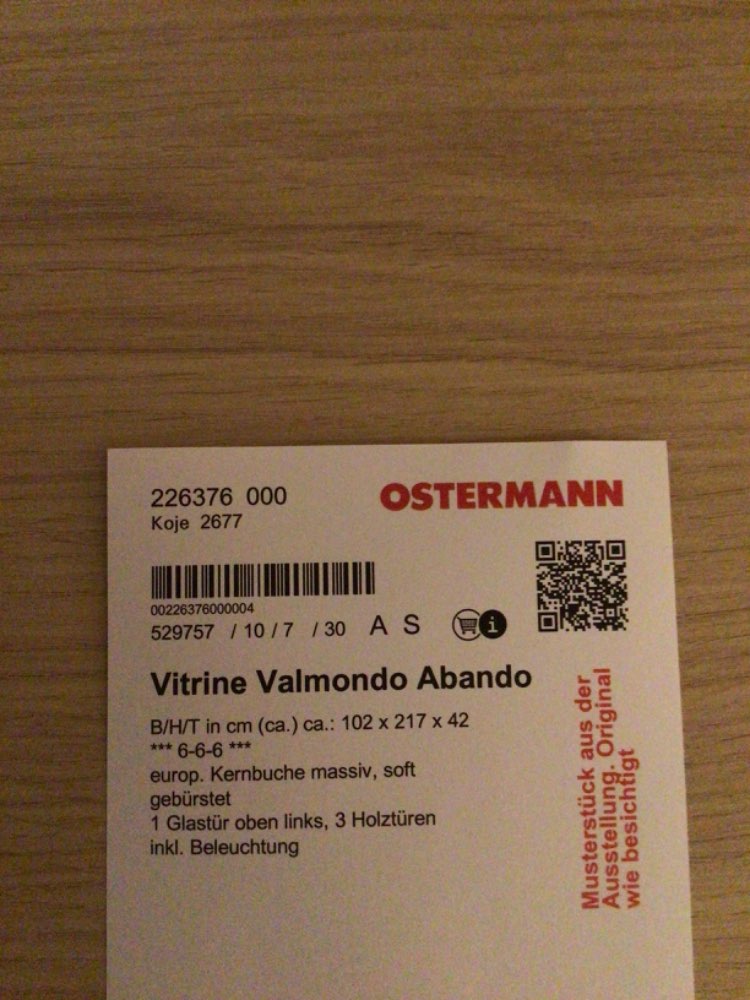 226376 000
OSTERMANN
Koje 2677
00226376000004
529757 / 10 / 7 / 30 A S
i
Vitrine Valmondo Abando
B/H/T in cm (ca.) ca.: 102 x 217 x 42
*** 6-6-6 ***
europ. Kernbuche massiv, soft
gebürstet
1 Glastür oben links, 3 Holztüren
inkl. Beleuchtung
Musterstück aus der
Ausstellung. Original
wie besichtigt